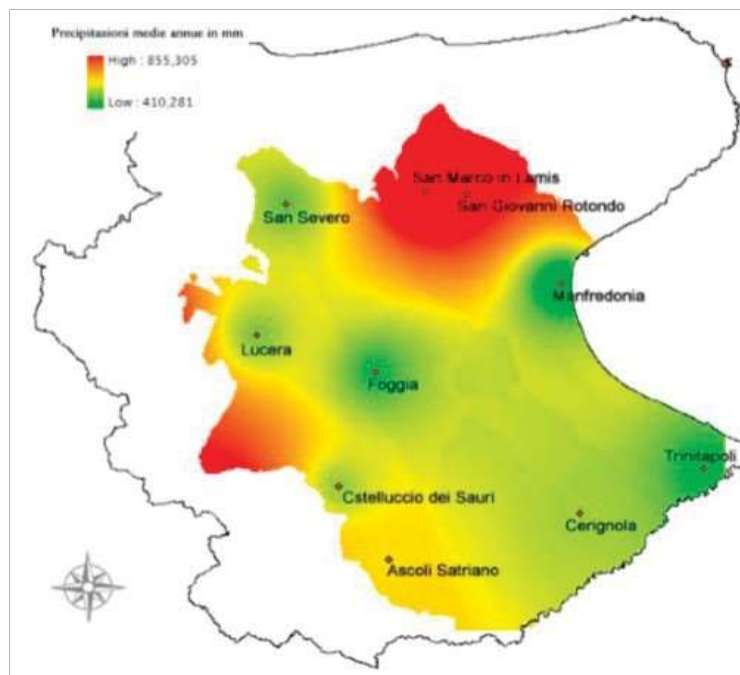 Precipitazioni medie annue in mm
High : 855,305
Low : 410,281
San Marco in Lamis
San Giovanni Rotondo
San Severo
Manfredonia
Lucera
Foggia
Trinitapoli
Cstelluccio dei Sauri
Cerignola
Ascoli Satriano